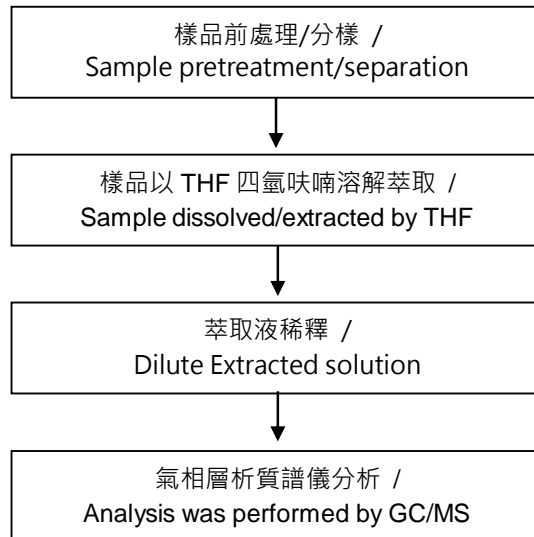 樣品前處理/分樣 /
Sample pretreatment/separation
樣品以 THF 四氫呋喃溶解萃取 /
Sample dissolved/extracted by THF
萃取液稀釋 /
Dilute Extracted solution
氣相層析質譜儀分析 /
Analysis was performed by GC/MS